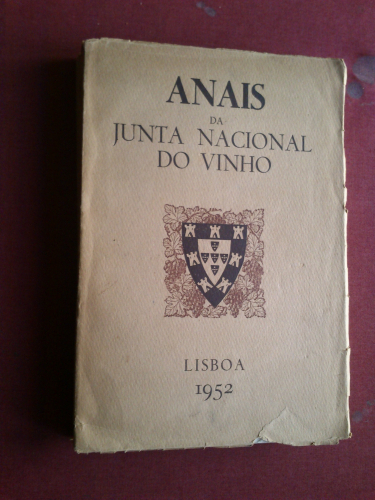 ANAIS
DA
JUNTA NACIONAL
DO VINHO
LISBOA
1952